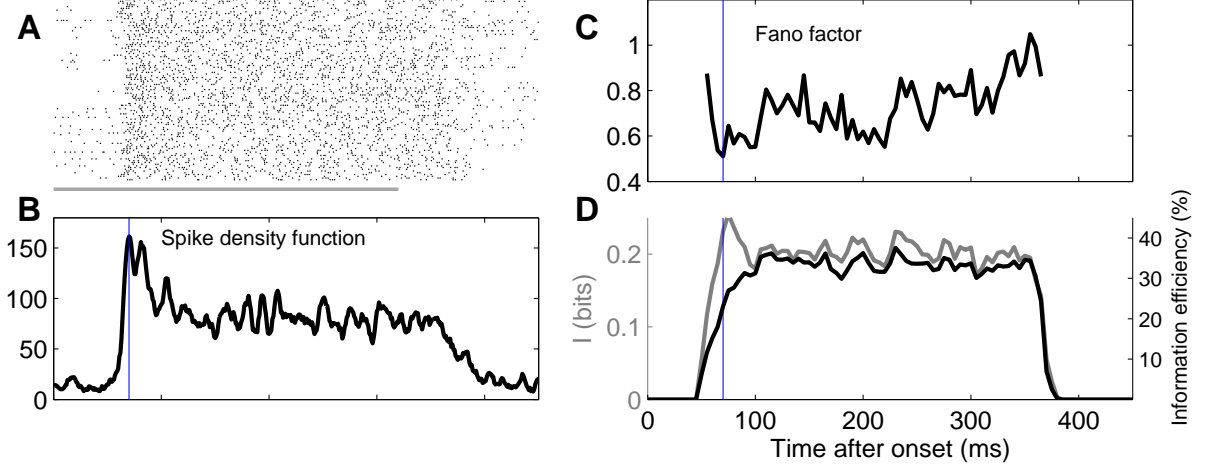 A
B
Spike density function
150
100
50
0
C
Fano factor
1
0.8
0.6
0.4
D
I (bits)
0.2
0.1
0
Information efficiency (%)
40
30
20
10
0
100
200
300
400
Time after onset (ms)